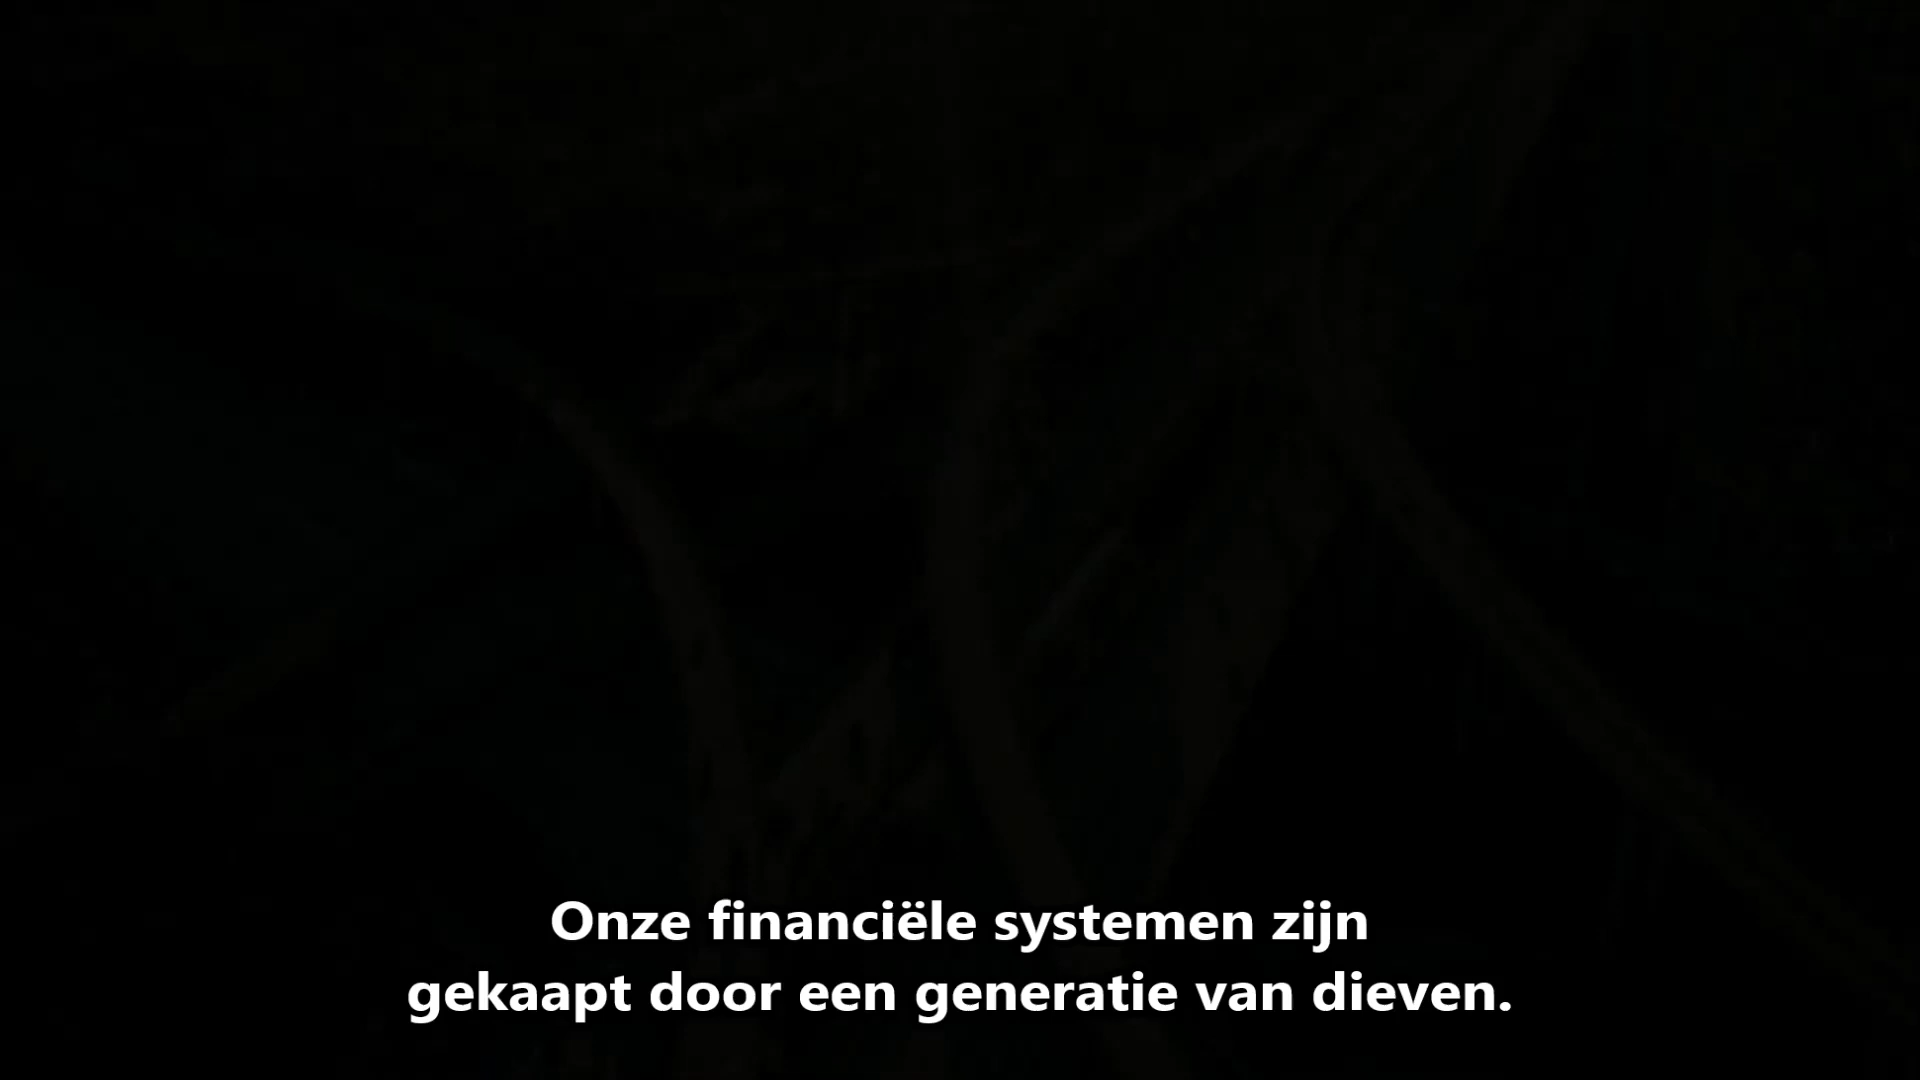 Onze financiële systemen zijn
gekaapt door een generatie van dieven.